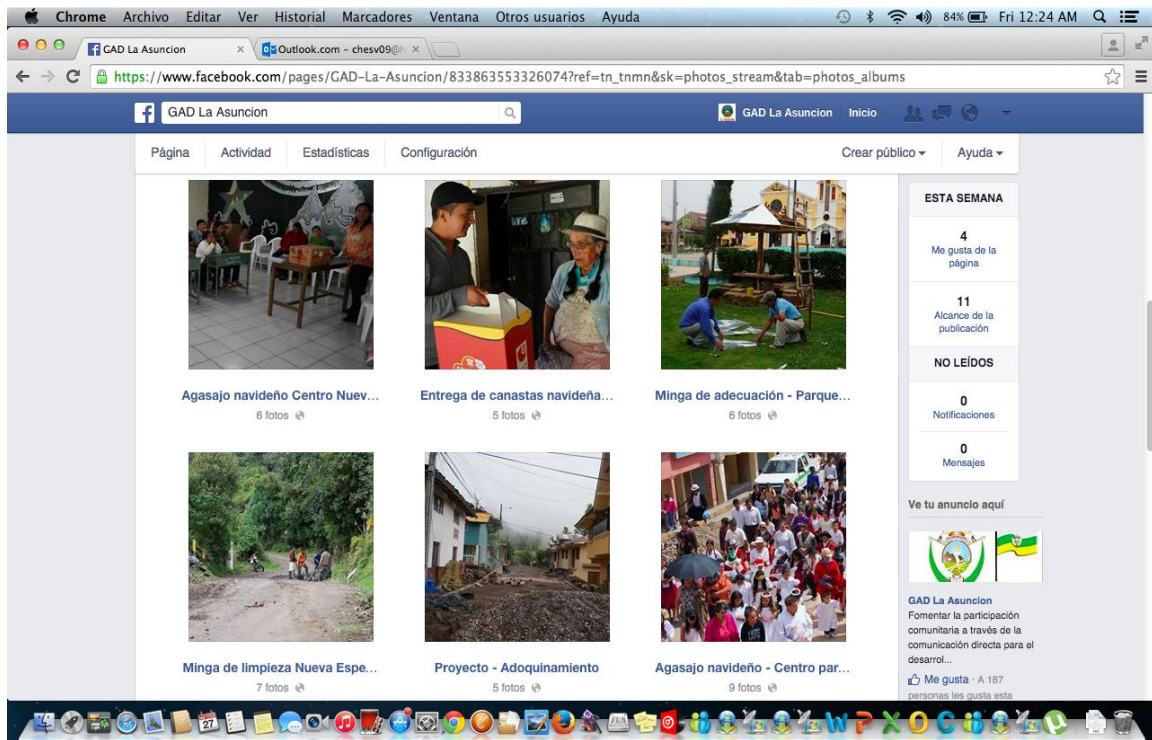 Chrome Archivo Editar Ver Historial Marcadores Ventana Otros usuarios Ayuda 84% Fri 12:24 AM
GAD La Asuncion × Outlook.com – chesv09@h ×
https://www.facebook.com/pages/GAD-La-Asuncion/833863553326074?ref=tn_tnmn&sk=photos_stream&tab=photos_albums
GAD La Asuncion GAD La Asuncion Inicio
Página Actividad Estadísticas Configuración Crear público Ayuda
Agasajo navideño Centro Nuev...
6 fotos
Entrega de canastas navideña...
5 fotos
Minga de adecuación - Parque...
6 fotos
Minga de limpieza Nueva Espe...
7 fotos
Proyecto - Adoquinamiento
5 fotos
Agasajo navideño - Centro par...
9 fotos
ESTA SEMANA
4
Me gusta de la
página
11
Alcance de la
publicación
NO LEÍDOS
0
Notificaciones
0
Mensajes
Ve tu anuncio aquí
GAD La Asuncion
Fomentar la participación
comunitaria a través de la
comunicación directa para el
desarrol...
Me gusta · A 187
personas les gusta esta
27